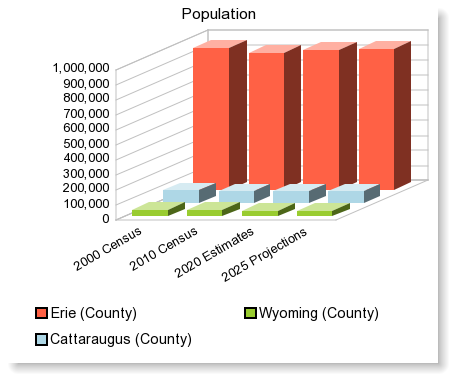 Population
1,000,000
900,000
800,000
700,000
600,000
500,000
400,000
300,000
200,000
100,000
0
2000 Census
2010 Census
2020 Estimates
2025 Projections
Erie (County)
Wyoming (County)
Cattaraugus (County)